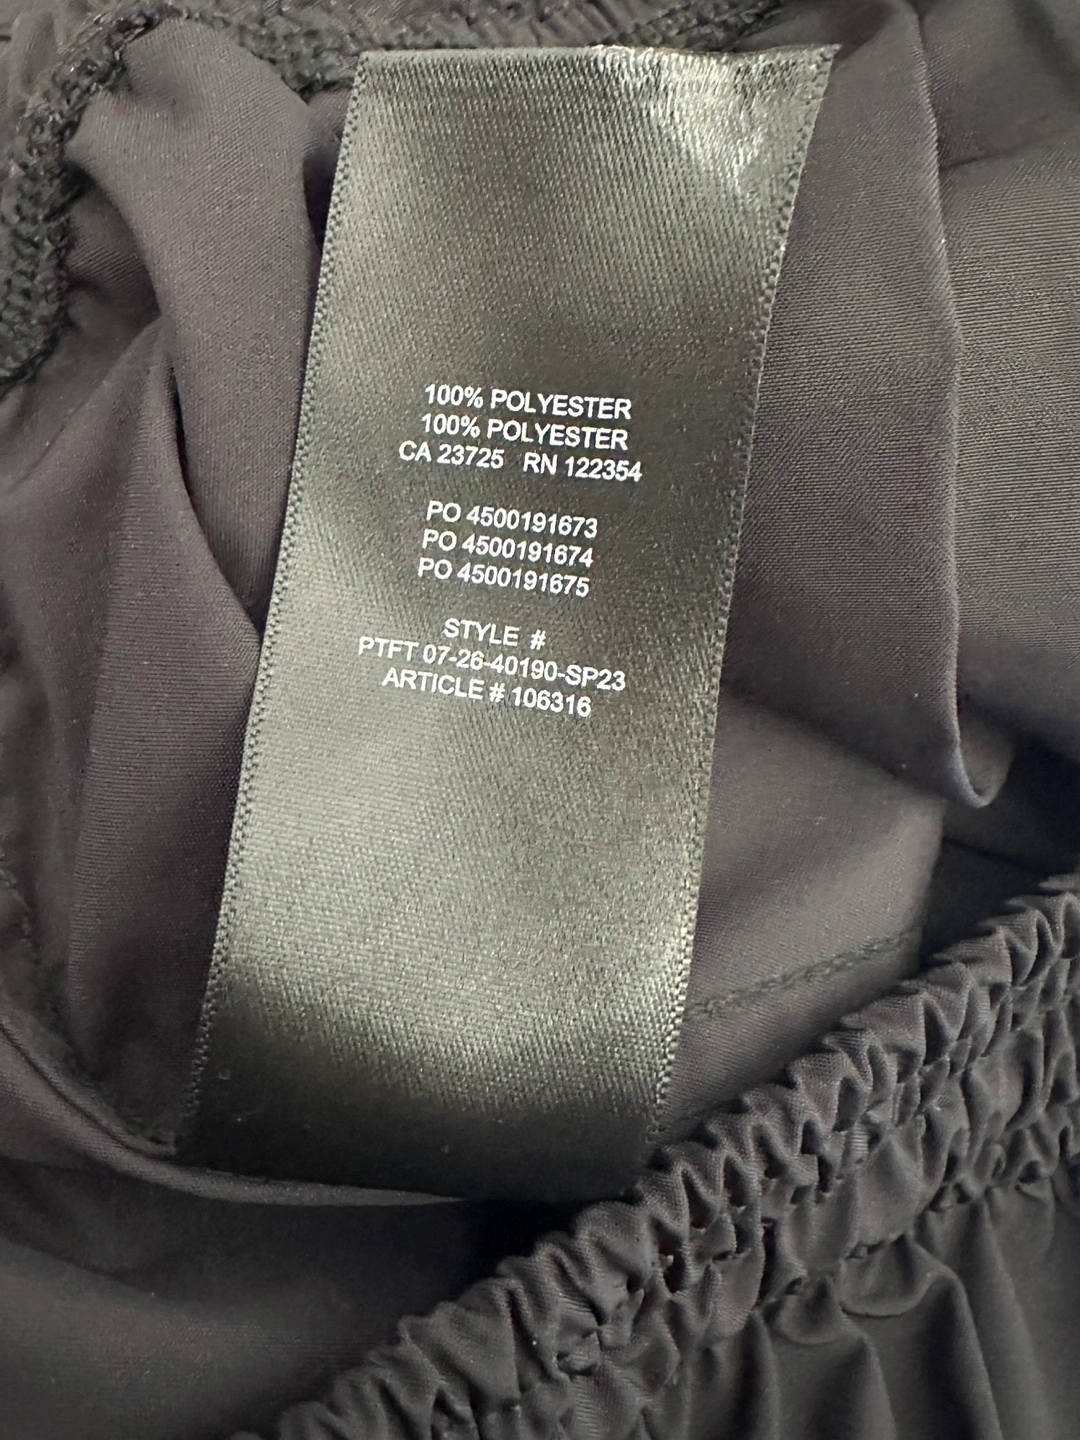 100% POLYESTER
100% POLYESTER
CA 23725 RN 122354
PO 4500191673
PO 4500191674
PO 4500191675
STYLE #
PTFT 07-26-40190-SP23
ARTICLE # 106316